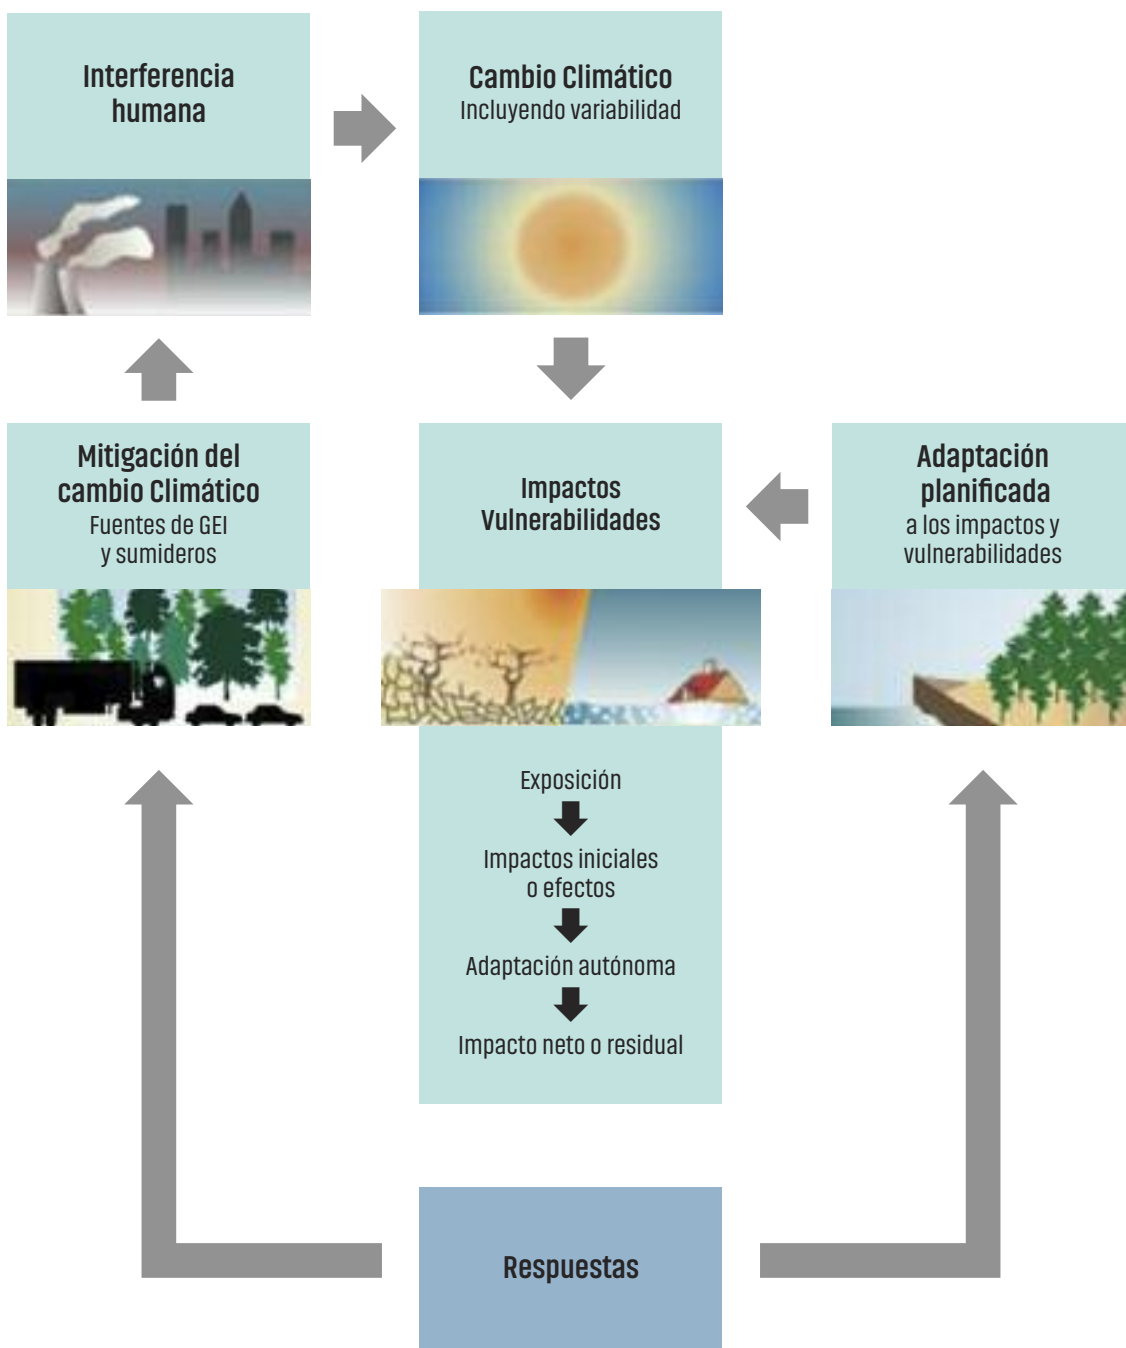 Interferencia
humana
Cambio Climático
Incluyendo variabilidad
Mitigación del
cambio Climático
Fuentes de GEI
y sumideros
Impactos
Vulnerabilidades
Adaptación
planificada
a los impactos y
vulnerabilidades
Exposición
Impactos iniciales
o efectos
Adaptación autónoma
Impacto neto o residual
Respuestas